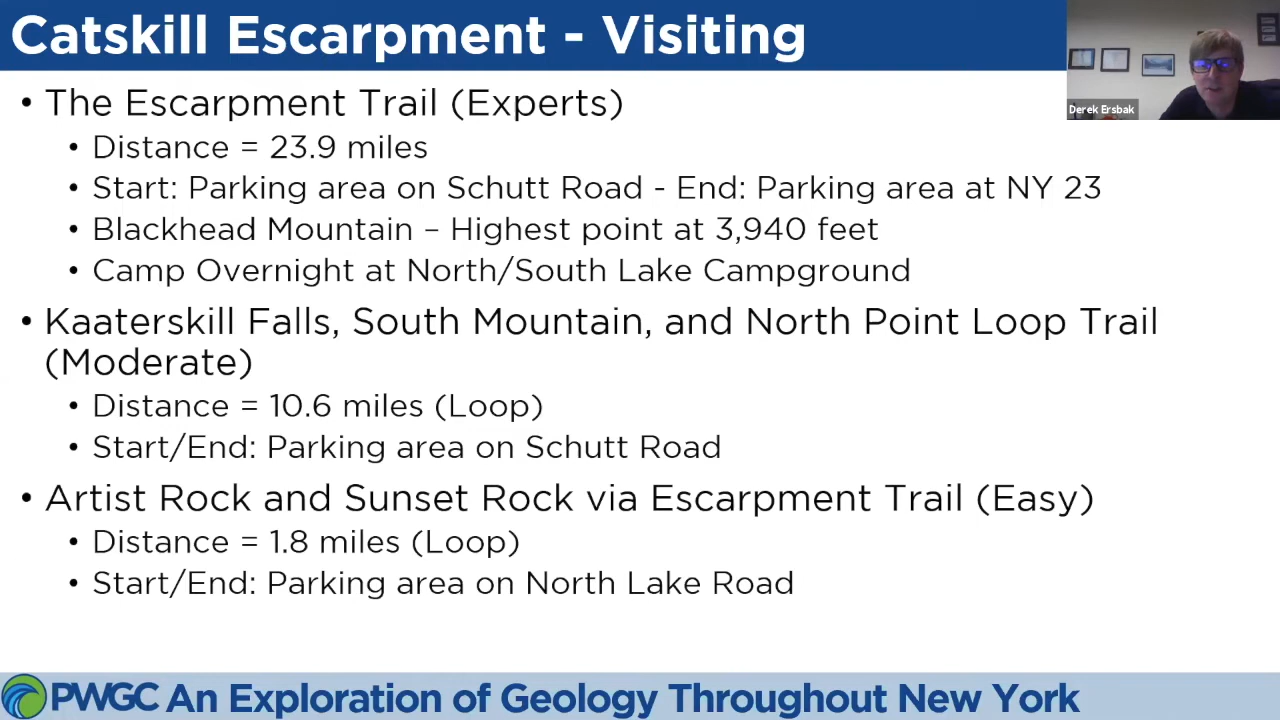 Catskill Escarpment - Visiting
Derek Ersbak
• The Escarpment Trail (Experts)
• Distance = 23.9 miles
• Start: Parking area on Schutt Road - End: Parking area at NY 23
• Blackhead Mountain – Highest point at 3,940 feet
• Camp Overnight at North/South Lake Campground
• Kaaterskill Falls, South Mountain, and North Point Loop Trail
(Moderate)
• Distance = 10.6 miles (Loop)
• Start/End: Parking area on Schutt Road
• Artist Rock and Sunset Rock via Escarpment Trail (Easy)
• Distance = 1.8 miles (Loop)
• Start/End: Parking area on North Lake Road
PWGC An Exploration of Geology Throughout New York